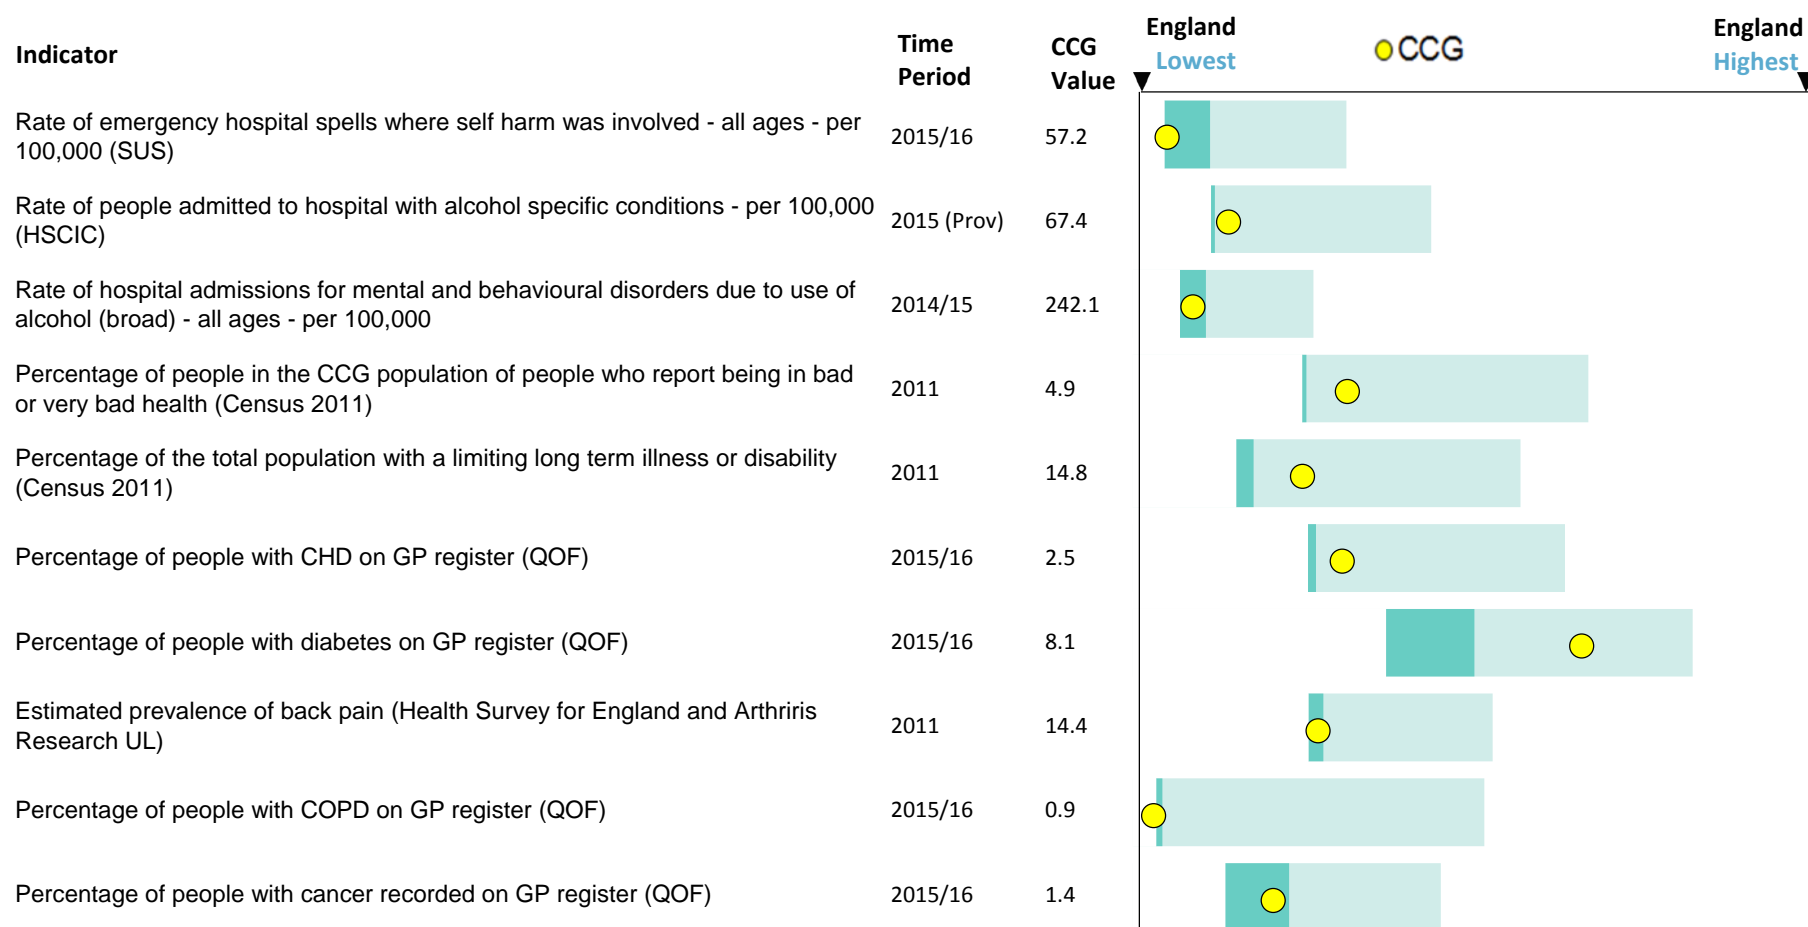 Indicator
Time
Period
CCG
Value
England
Lowest
CCG
England
Highest
Rate of emergency hospital spells where self harm was involved - all ages - per
100,000 (SUS)
2015/16
57.2
Rate of people admitted to hospital with alcohol specific conditions - per 100,000
(HSCIC)
2015 (Prov)
67.4
Rate of hospital admissions for mental and behavioural disorders due to use of
alcohol (broad) - all ages - per 100,000
2014/15
242.1
Percentage of people in the CCG population of people who report being in bad
or very bad health (Census 2011)
2011
4.9
Percentage of the total population with a limiting long term illness or disability
(Census 2011)
2011
14.8
Percentage of people with CHD on GP register (QOF)
2015/16
2.5
Percentage of people with diabetes on GP register (QOF)
2015/16
8.1
Estimated prevalence of back pain (Health Survey for England and Arthriris
Research UL)
2011
14.4
Percentage of people with COPD on GP register (QOF)
2015/16
0.9
Percentage of people with cancer recorded on GP register (QOF)
2015/16
1.4